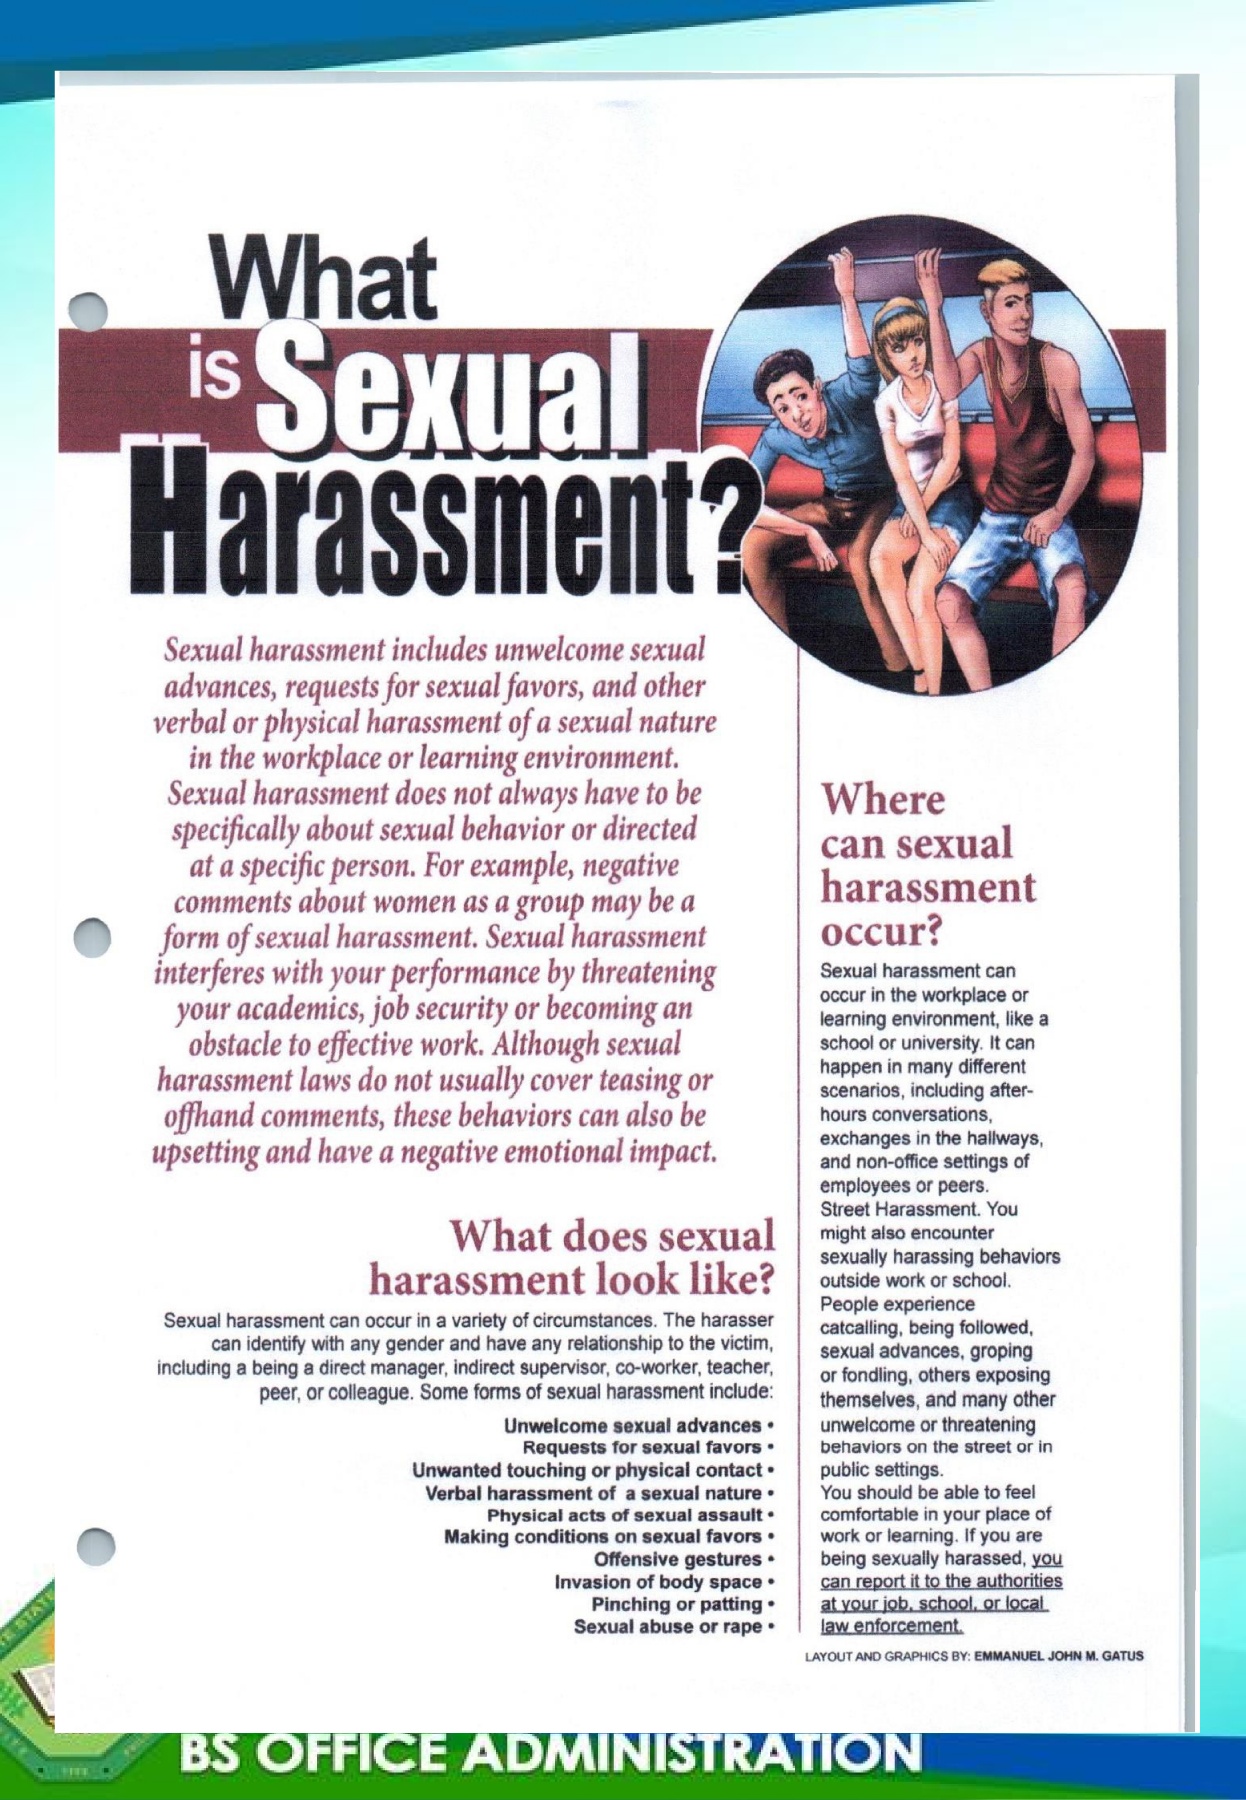 What
is Sexual
Harassment?
Sexual harassment includes unwelcome sexual
advances, requests for sexual favors, and other
verbal or physical harassment of a sexual nature
in the workplace or learning environment.
Sexual harassment does not always have to be
specifically about sexual behavior or directed
at a specific person. For example, negative
comments about women as a group may be a
form of sexual harassment. Sexual harassment
interferes with your performance by threatening
your academics, job security or becoming an
obstacle to effective work. Although sexual
harassment laws do not usually cover teasing or
offhand comments, these behaviors can also be
upsetting and have a negative emotional impact.
What does sexual
harassment look like?
Sexual harassment can occur in a variety of circumstances. The harasser
can identify with any gender and have any relationship to the victim,
including a being a direct manager, indirect supervisor, co-worker, teacher,
peer, or colleague. Some forms of sexual harassment include:
Unwelcome sexual advances •
Requests for sexual favors •
Unwanted touching or physical contact •
Verbal harassment of a sexual nature •
Physical acts of sexual assault •
Making conditions on sexual favors •
Offensive gestures •
Invasion of body space •
Pinching or patting •
Sexual abuse or rape •
Where
can sexual
harassment
occur?
Sexual harassment can
occur in the workplace or
learning environment, like a
school or university. It can
happen in many different
scenarios, including after-
hours conversations,
exchanges in the hallways,
and non-office settings of
employees or peers.
Street Harassment. You
might also encounter
sexually harassing behaviors
outside work or school.
People experience
catcalling, being followed,
sexual advances, groping
or fondling, others exposing
themselves, and many other
unwelcome or threatening
behaviors on the street or in
public settings.
You should be able to feel
comfortable in your place of
work or learning. If you are
being sexually harassed, you
can report it to the authorities
at your job, school, or local
law enforcement.
LAYOUT AND GRAPHICS BY: EMMANUEL JOHN M. GATUS
BS OFFICE ADMINISTRATION